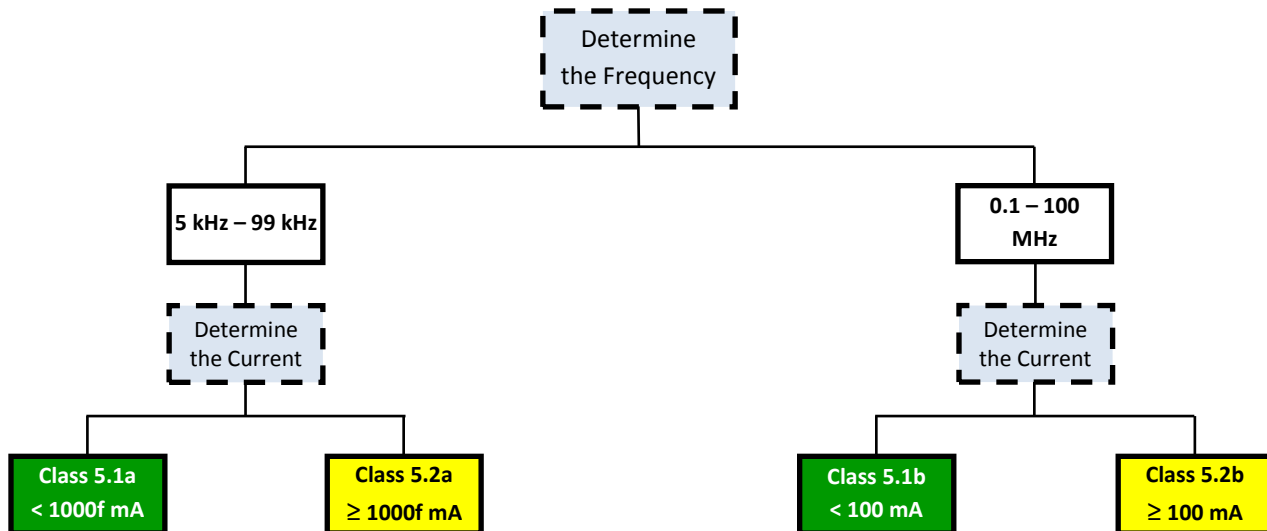 Determine
the Frequency
5 kHz – 99 kHz
0.1 – 100
MHz
Determine
the Current
Determine
the Current
Class 5.1a
< 1000f mA
Class 5.2a
≥ 1000f mA
Class 5.1b
< 100 mA
Class 5.2b
≥ 100 mA